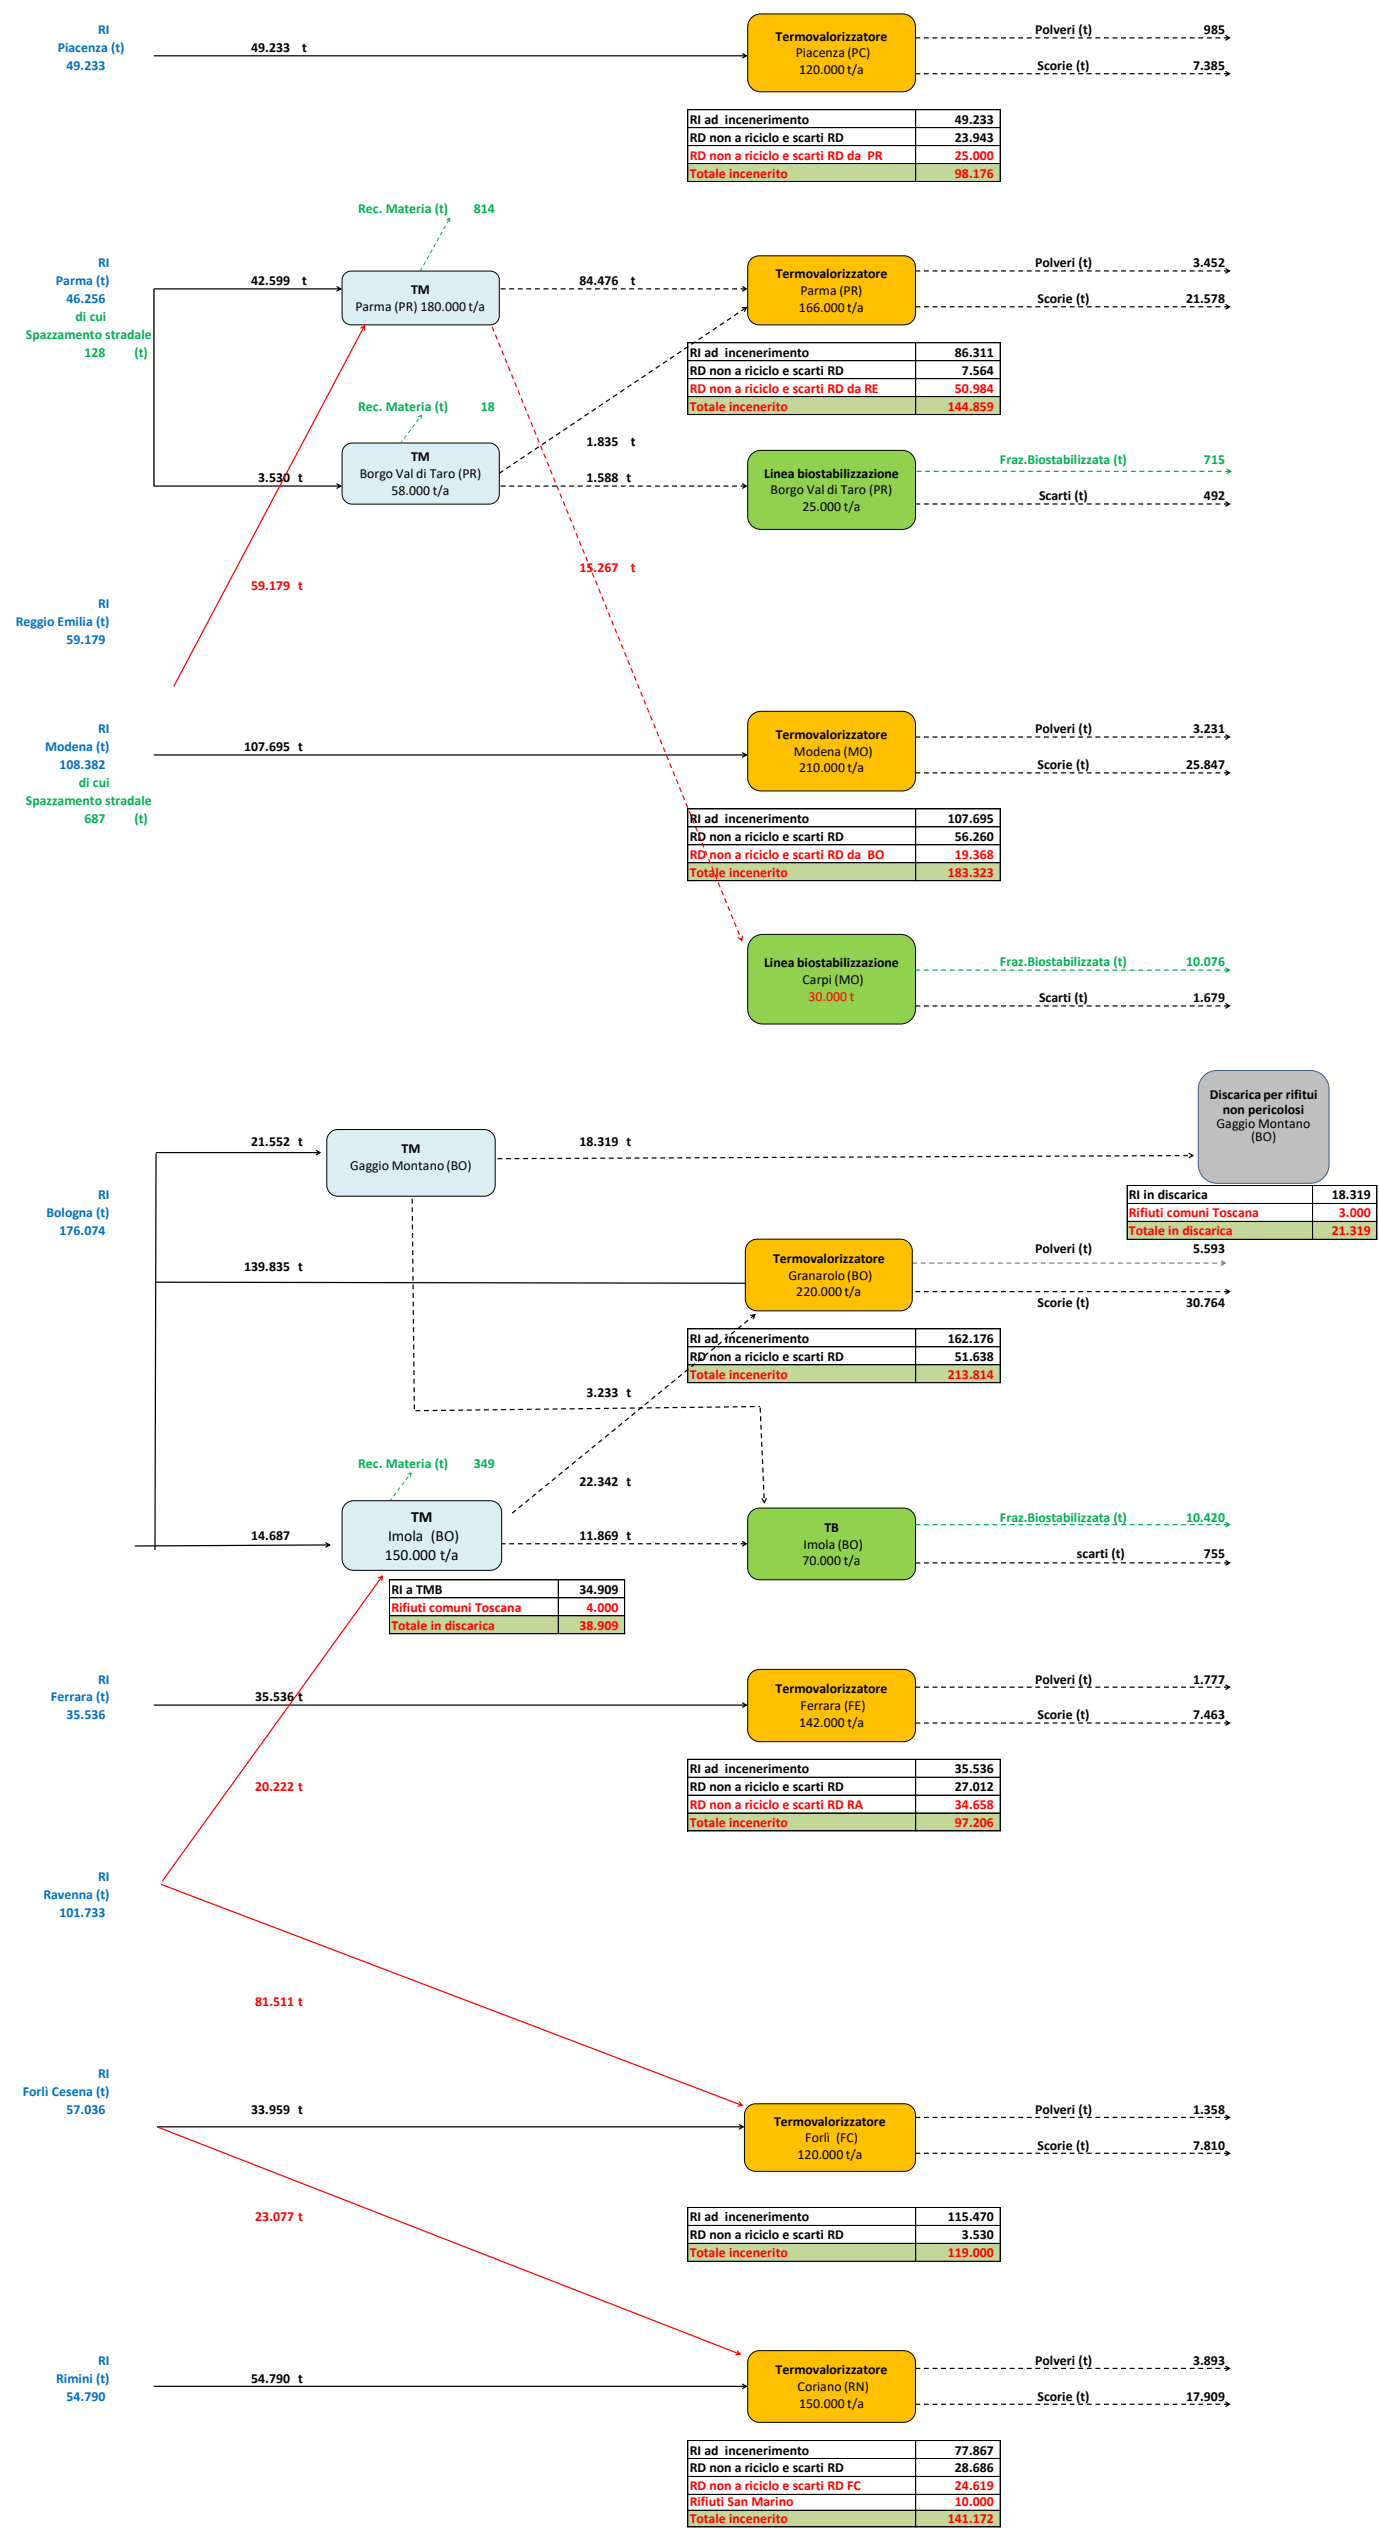 RI
Piacenza (t)
49.233
49.233 t
Termovalorizzatore
Piacenza (PC)
120.000 t/a
Polveri (t) 985
Scorie (t) 7.385
RI ad incenerimento 49.233
RD non a riciclo e scarti RD 23.943
RD non a riciclo e scarti RD da PR 25.000
Totale incenerito 98.176
Rec. Materia (t) 814
RI
Parma (t)
46.256
di cui
Spazzamento stradale
128 (t)
42.599 t
TM
Parma (PR) 180.000 t/a
84.476 t
Termovalorizzatore
Parma (PR)
166.000 t/a
Polveri (t) 3.452
Scorie (t) 21.578
RI ad incenerimento 86.311
RD non a riciclo e scarti RD 7.564
RD non a riciclo e scarti RD da RE 50.984
Totale incenerito 144.859
Rec. Materia (t) 18
3.530 t
TM
Borgo Val di Taro (PR)
58.000 t/a
1.835 t
1.588 t
Linea biostabilizzazione
Borgo Val di Taro (PR)
25.000 t/a
Fraz.Biostabilizzata (t) 715
Scarti (t) 492
15.267 t
59.179 t
RI
Reggio Emilia (t)
59.179
RI
Modena (t)
108.382
di cui
Spazzamento stradale
687 (t)
107.695 t
Termovalorizzatore
Modena (MO)
210.000 t/a
Polveri (t) 3.231
Scorie (t) 25.847
RI ad incenerimento 107.695
RD non a riciclo e scarti RD 56.260
RD non a riciclo e scarti RD da BO 19.368
Totale incenerito 183.323
Linea biostabilizzazione
Carpi (MO)
30.000 t
Fraz.Biostabilizzata (t) 10.076
Scarti (t) 1.679
Discarica per rifitui
non pericolosi
Gaggio Montano
(BO)
21.552 t
TM
Gaggio Montano (BO)
18.319 t
RI in discarica 18.319
Rifiuti comuni Toscana 3.000
Totale in discarica 21.319
RI
Bologna (t)
176.074
139.835 t
Termovalorizzatore
Granarolo (BO)
220.000 t/a
Polveri (t) 5.593
Scorie (t) 30.764
RI ad incenerimento 162.176
RD non a riciclo e scarti RD 51.638
Totale incenerito 213.814
3.233 t
Rec. Materia (t) 349
22.342 t
14.687
TM
Imola (BO)
150.000 t/a
11.869 t
TB
Imola (BO)
70.000 t/a
Fraz.Biostabilizzata (t) 10.420
scarti (t) 755
RI a TMB 34.909
Rifiuti comuni Toscana 4.000
Totale in discarica 38.909
RI
Ferrara (t)
35.536
35.536 t
Termovalorizzatore
Ferrara (FE)
142.000 t/a
Polveri (t) 1.777
Scorie (t) 7.463
RI ad incenerimento 35.536
RD non a riciclo e scarti RD 27.012
RD non a riciclo e scarti RD RA 34.658
Totale incenerito 97.206
20.222 t
RI
Ravenna (t)
101.733
81.511 t
RI
Forlì Cesena (t)
57.036
33.959 t
Termovalorizzatore
Forlì (FC)
120.000 t/a
Polveri (t) 1.358
Scorie (t) 7.810
23.077 t
RI ad incenerimento 115.470
RD non a riciclo e scarti RD 3.530
Totale incenerito 119.000
RI
Rimini (t)
54.790
54.790 t
Termovalorizzatore
Coriano (RN)
150.000 t/a
Polveri (t) 3.893
Scorie (t) 17.909
RI ad incenerimento 77.867
RD non a riciclo e scarti RD 28.686
RD non a riciclo e scarti RD FC 24.619
Rifiuti San Marino 10.000
Totale incenerito 141.172